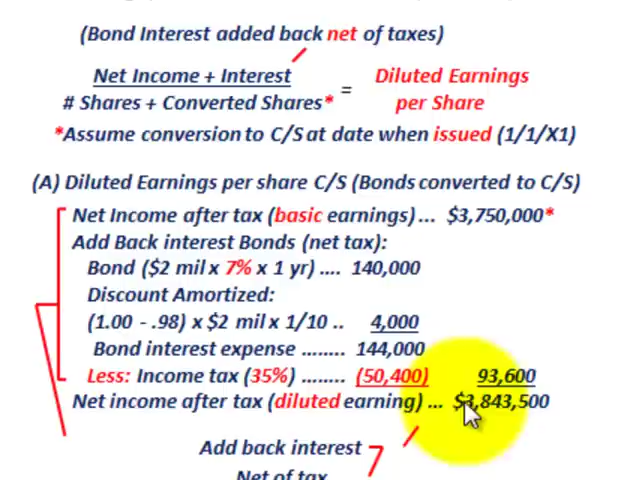 (Bond Interest added back net of taxes)
Net Income + Interest
# Shares + Converted Shares*
=
Diluted Earnings
per Share
*Assume conversion to C/S at date when issued (1/1/X1)
(A) Diluted Earnings per share C/S (Bonds converted to C/S)
Net Income after tax (basic earnings)... $3,750,000*
Add Back interest Bonds (net tax):
Bond ($2 mil x 7% x 1 yr) .... 140,000
Discount Amortized:
(1.00 - .98) x $2 mil x 1/10 .. 4,000
Bond interest expense ........ 144,000
Less: Income tax (35%) ........ (50,400) 93,600
Net income after tax (diluted earning) ... $3,843,500
Add back interest
Net of tax